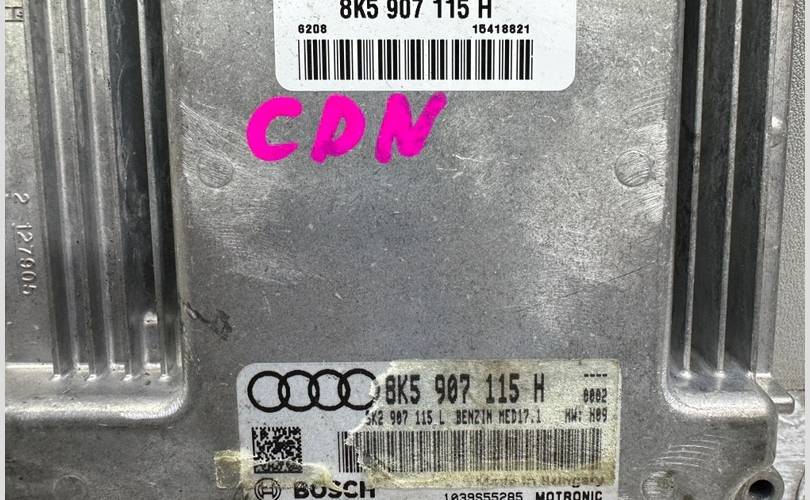 8K5 907 115 H
6208 15418821
CDN
2 127905
8K5 907 115 H
0002
5K2 907 115 L BENZIN MED17.1 HW: H09
Made in Hungary
BOSCH
1039S55285 MOTRONIC